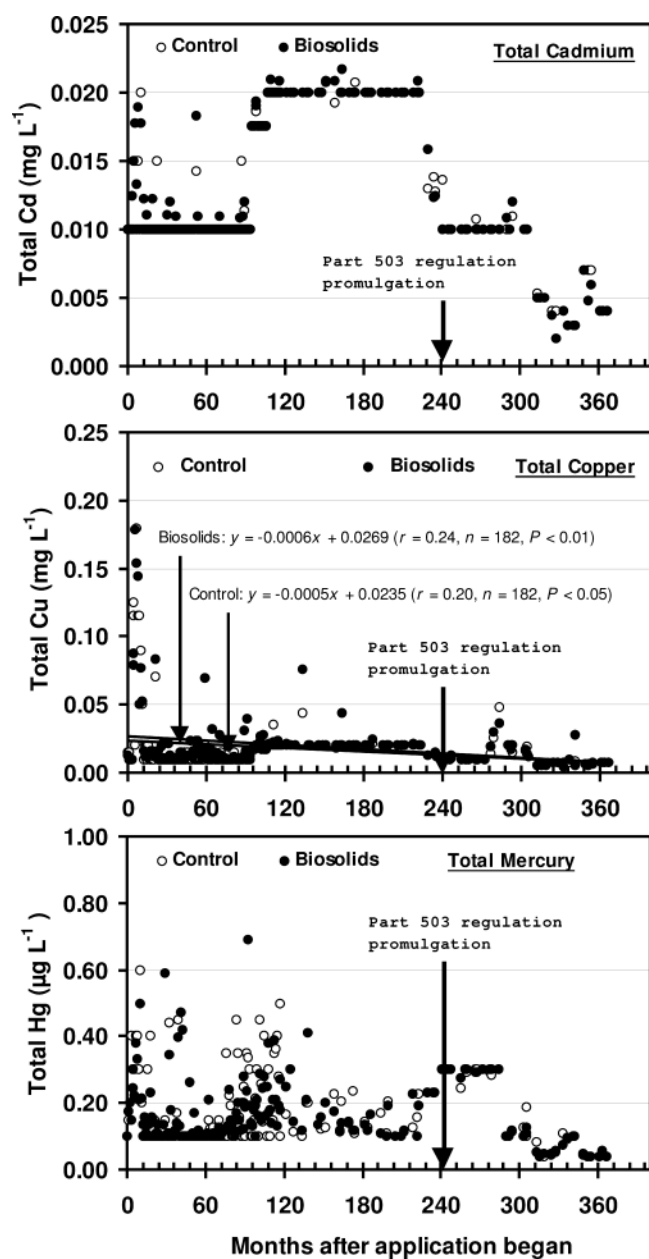 Control Biosolids Total Cadmium
0.025
0.020
0.015
0.010
0.005
0.000
Total Cd (mg L-1)
Part 503 regulation
promulgation
0 60 120 180 240 300 360
Control Biosolids Total Copper
0.25
0.20
0.15
0.10
0.05
0.00
Total Cu (mg L-1)
Biosolids: y = -0.0006x + 0.0269 (r = 0.24, n = 182, P < 0.01)
Control: y = -0.0005x + 0.0235 (r = 0.20, n = 182, P < 0.05)
Part 503 regulation
promulgation
0 60 120 180 240 300 360
Control Biosolids Total Mercury
1.00
0.80
0.60
0.40
0.20
0.00
Total Hg (µg L-1)
Part 503 regulation
promulgation
0 60 120 180 240 300 360
Months after application began